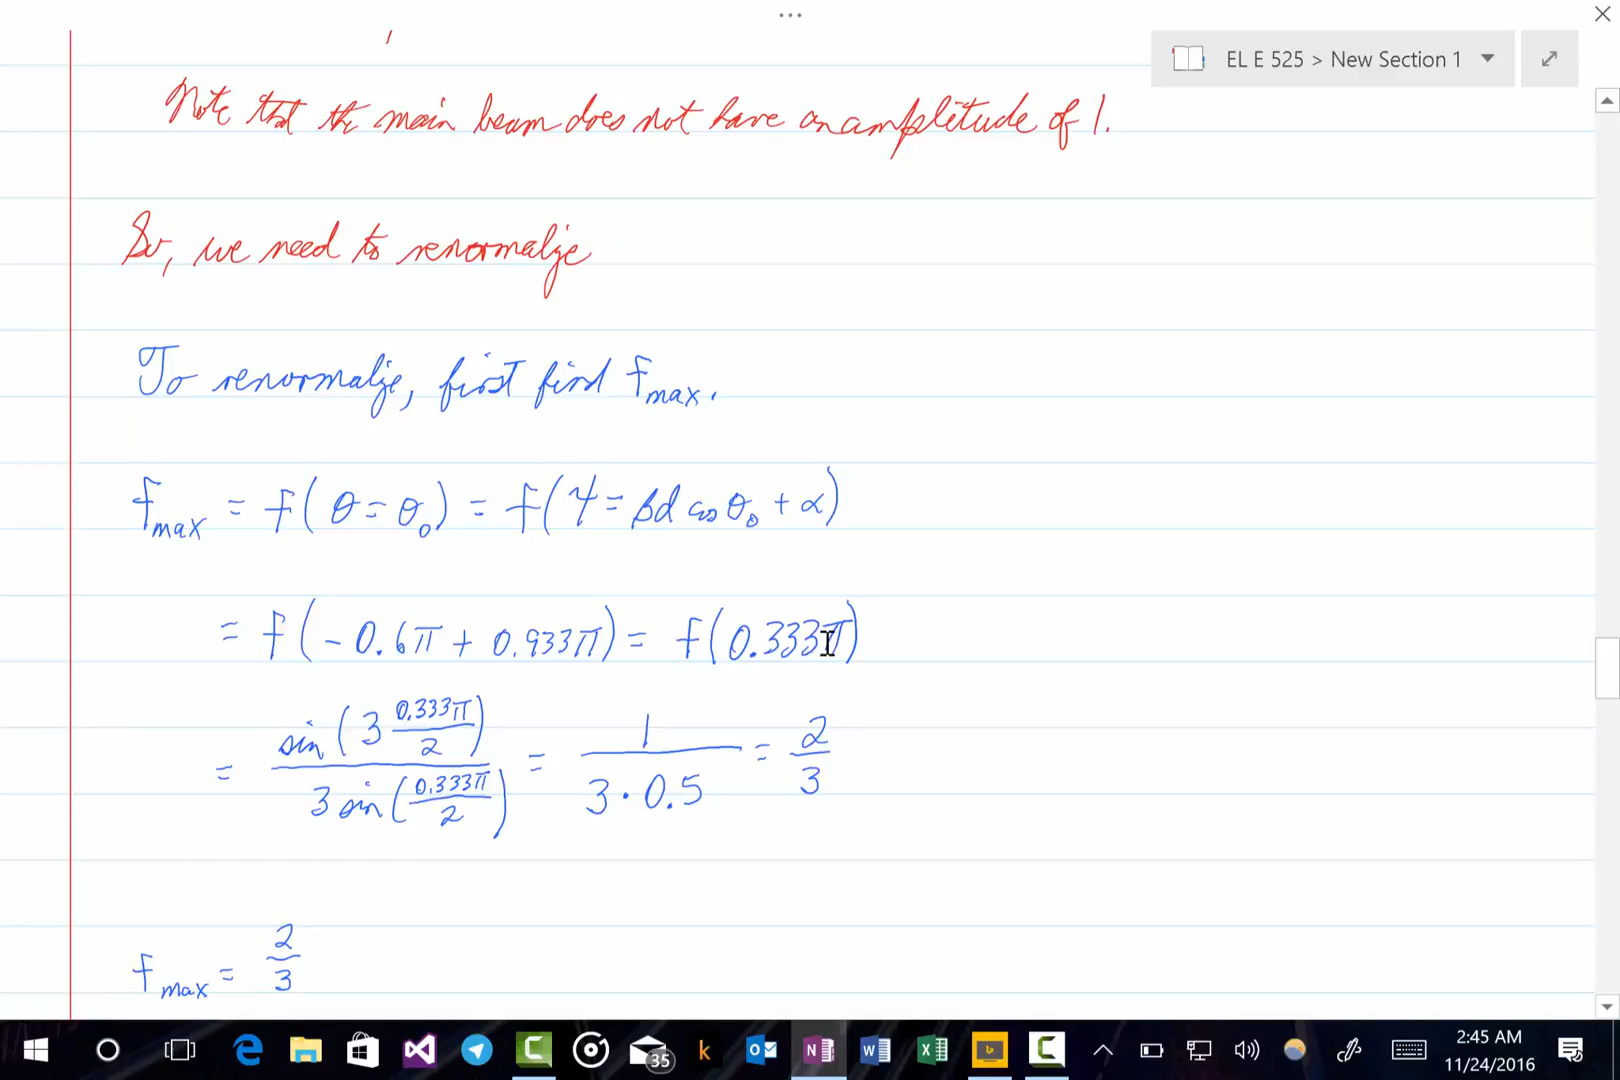 EL E 525 > New Section 1
Note that the main beam does not have an amplitude of 1.
So, we need to renormalize
To renormalize, first find f_max.
f_max = f(θ=θ₀) = f(Ψ=βd cos θ₀ + α)
= f(-0.6π + 0.933π) = f(0.333π)
= sin(3 0.333π/2) / 3 sin(0.333π/2) = 1 / 3·0.5 = 2/3
f_max = 2/3
35
2:45 AM
11/24/2016